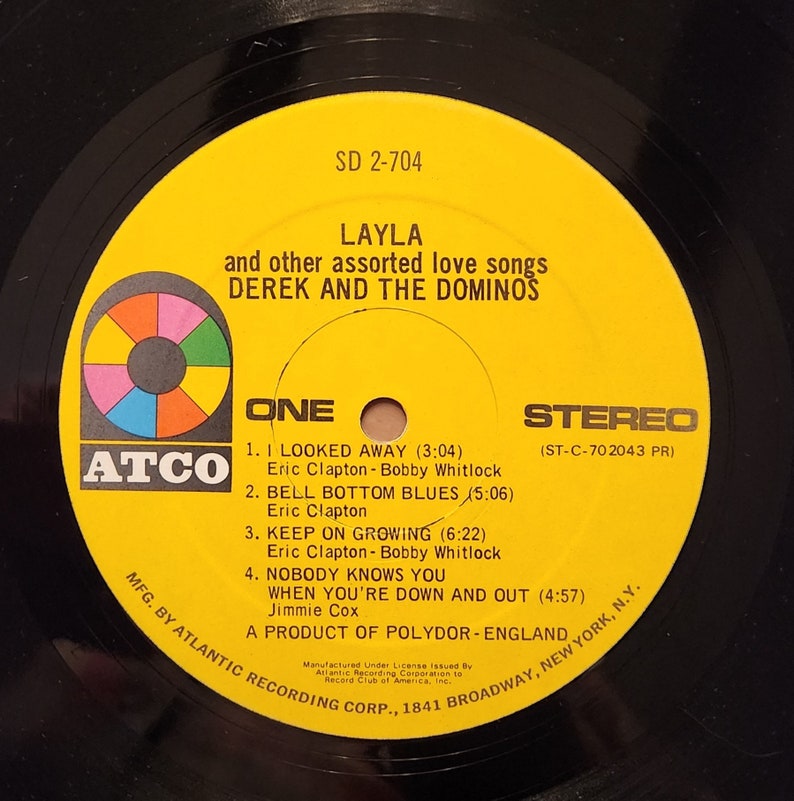 SD 2-704
LAYLA
and other assorted love songs
DEREK AND THE DOMINOS
ATCO
ONE
STEREO
(ST-C-702043 PR)
1. I LOOKED AWAY (3:04)
Eric Clapton-Bobby Whitlock
2. BELL BOTTOM BLUES (5:06)
Eric Clapton
3. KEEP ON GROWING (6:22)
Eric Clapton-Bobby Whitlock
4. NOBODY KNOWS YOU
WHEN YOU'RE DOWN AND OUT (4:57)
Jimmie Cox
A PRODUCT OF POLYDOR-ENGLAND
Manufactured Under License Issued By
Atlantic Recording Corporation to
Record Club of America, Inc.
MFG. BY ATLANTIC RECORDING CORP., 1841 BROADWAY, NEW YORK, N.Y.